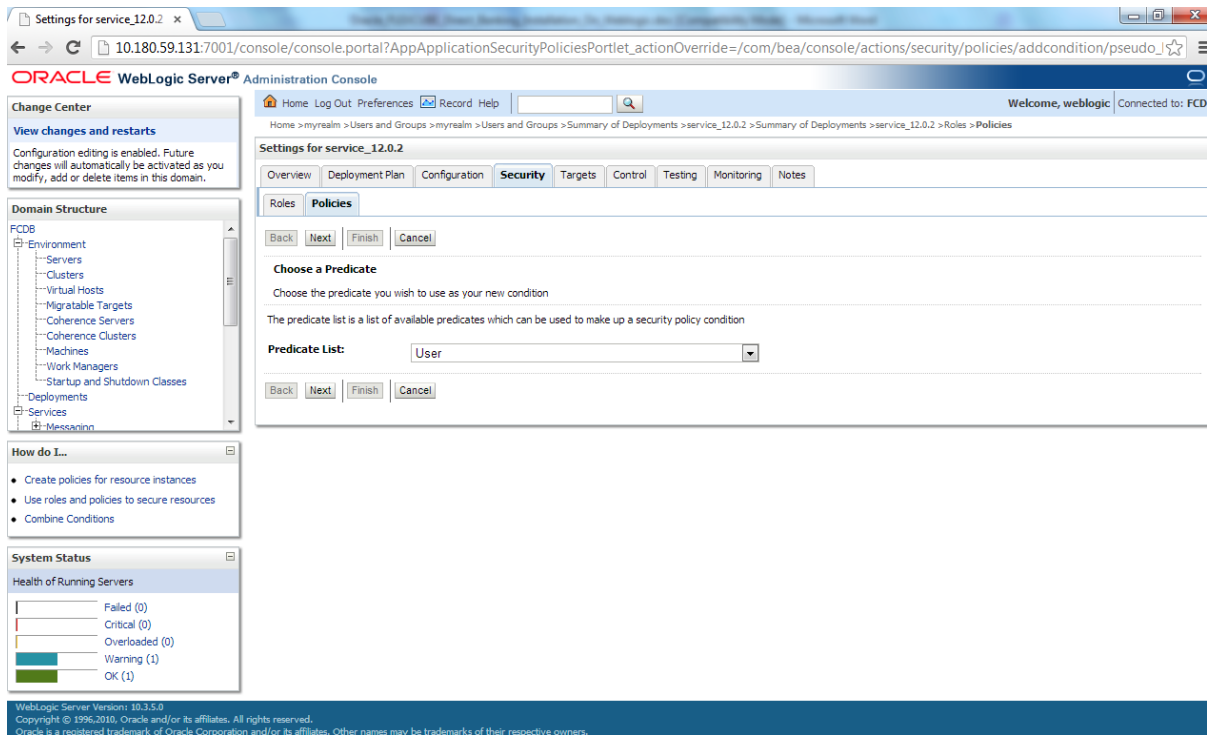 Settings for service_12.0.2 ×
10.180.59.131:7001/console/console.portal?AppApplicationSecurityPoliciesPortlet_actionOverride=/com/bea/console/actions/security/policies/addcondition/pseudo_
ORACLE WebLogic Server® Administration Console
Change Center
View changes and restarts
Configuration editing is enabled. Future
changes will automatically be activated as you
modify, add or delete items in this domain.
Domain Structure
FCDB
Environment
Servers
Clusters
Virtual Hosts
Migratable Targets
Coherence Servers
Coherence Clusters
Machines
Work Managers
Startup and Shutdown Classes
Deployments
Services
Messaging
How do I...
Create policies for resource instances
Use roles and policies to secure resources
Combine Conditions
System Status
Health of Running Servers
Failed (0)
Critical (0)
Overloaded (0)
Warning (1)
OK (1)
Home Log Out Preferences Record Help
Welcome, weblogic Connected to: FCD
Home >myrealm >Users and Groups >myrealm >Users and Groups >Summary of Deployments >service_12.0.2 >Summary of Deployments >service_12.0.2 >Roles >Policies
Settings for service_12.0.2
Overview Deployment Plan Configuration Security Targets Control Testing Monitoring Notes
Roles Policies
Back Next Finish Cancel
Choose a Predicate
Choose the predicate you wish to use as your new condition
The predicate list is a list of available predicates which can be used to make up a security policy condition
Predicate List: User
Back Next Finish Cancel
WebLogic Server Version: 10.3.5.0
Copyright © 1996,2010, Oracle and/or its affiliates. All rights reserved.
Oracle is a registered trademark of Oracle Corporation and/or its affiliates. Other names may be trademarks of their respective owners.